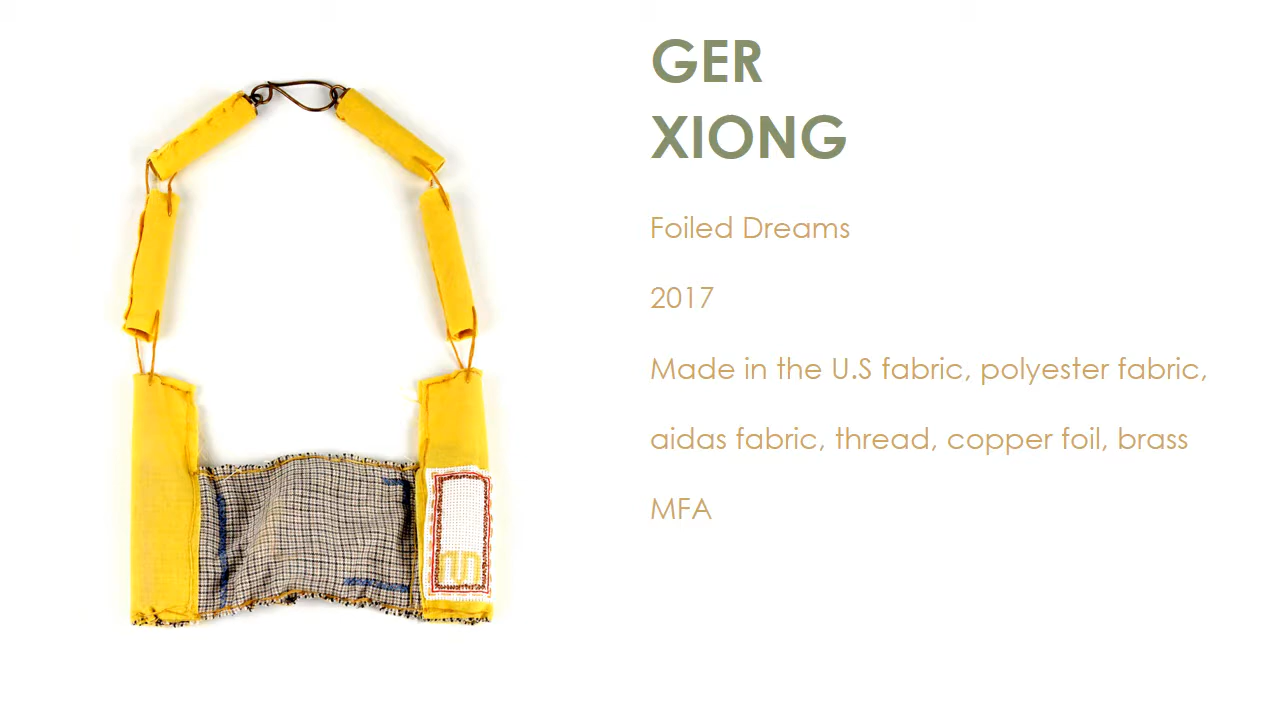 GER
XIONG
Foiled Dreams
2017
Made in the U.S fabric, polyester fabric,
aidas fabric, thread, copper foil, brass
MFA